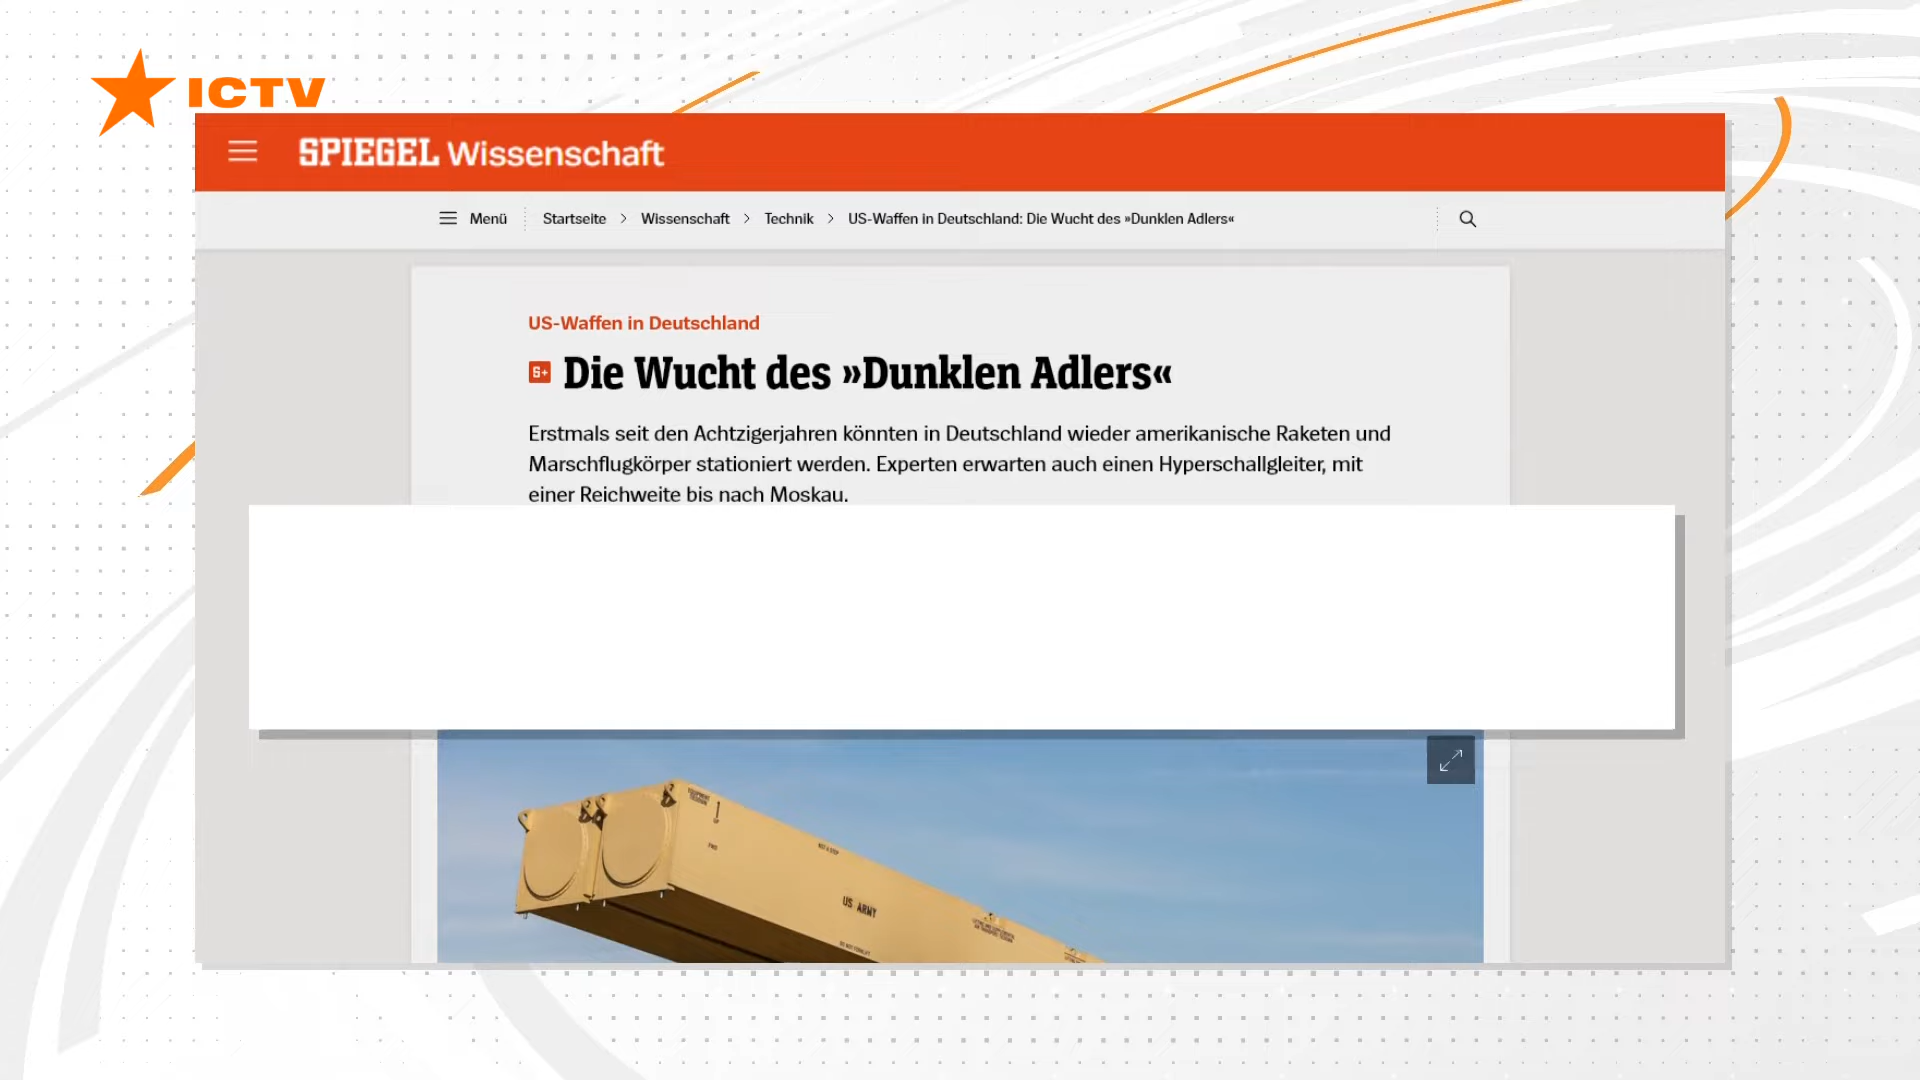 ICTV
SPIEGEL Wissenschaft
Menü
Startseite > Wissenschaft > Technik > US-Waffen in Deutschland: Die Wucht des »Dunklen Adlers«
US-Waffen in Deutschland
S+ Die Wucht des »Dunklen Adlers«
Erstmals seit den Achtzigerjahren könnten in Deutschland wieder amerikanische Raketen und
Marschflugkörper stationiert werden. Experten erwarten auch einen Hyperschallgleiter, mit
einer Reichweite bis nach Moskau.
US ARMY